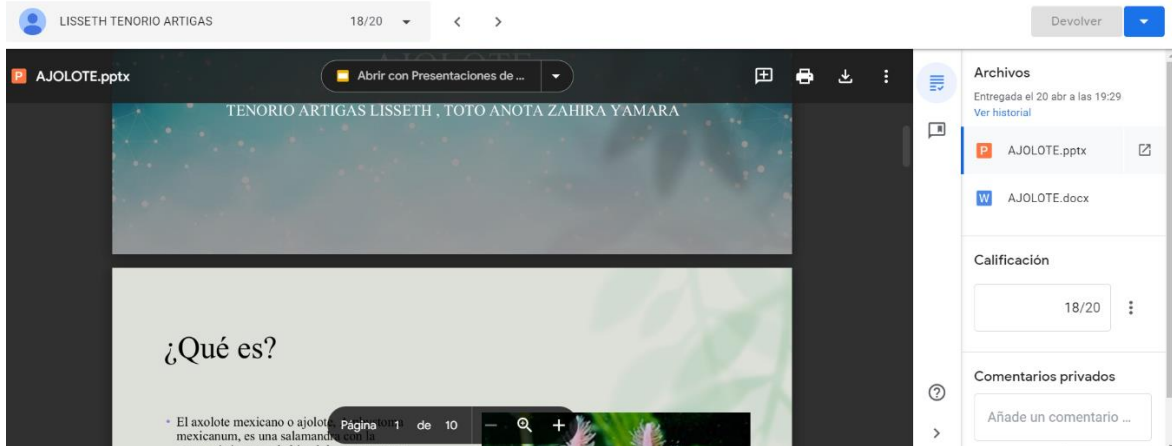 LISSETH TENORIO ARTIGAS 18/20
Devolver
P AJOLOTE.pptx
Abrir con Presentaciones de ...
AJOLOTE
TENORIO ARTIGAS LISSETH , TOTO ANOTA ZAHIRA YAMARA
¿Qué es?
• El axolote mexicano o ajolote,
mexicanum, es una salamandra con la
Página 1 de 10
Archivos
Entregada el 20 abr a las 19:29
Ver historial
P AJOLOTE.pptx
W AJOLOTE.docx
Calificación
18/20
Comentarios privados
Añade un comentario ...